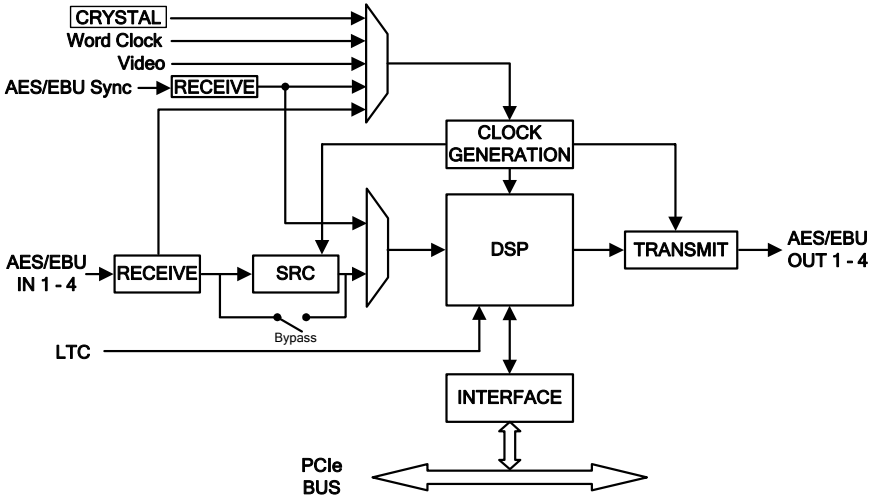 CRYSTAL
Word Clock
Video
AES/EBU Sync
RECEIVE
CLOCK
GENERATION
AES/EBU
IN 1 - 4
RECEIVE
SRC
Bypass
DSP
TRANSMIT
AES/EBU
OUT 1 - 4
LTC
INTERFACE
PCIe
BUS